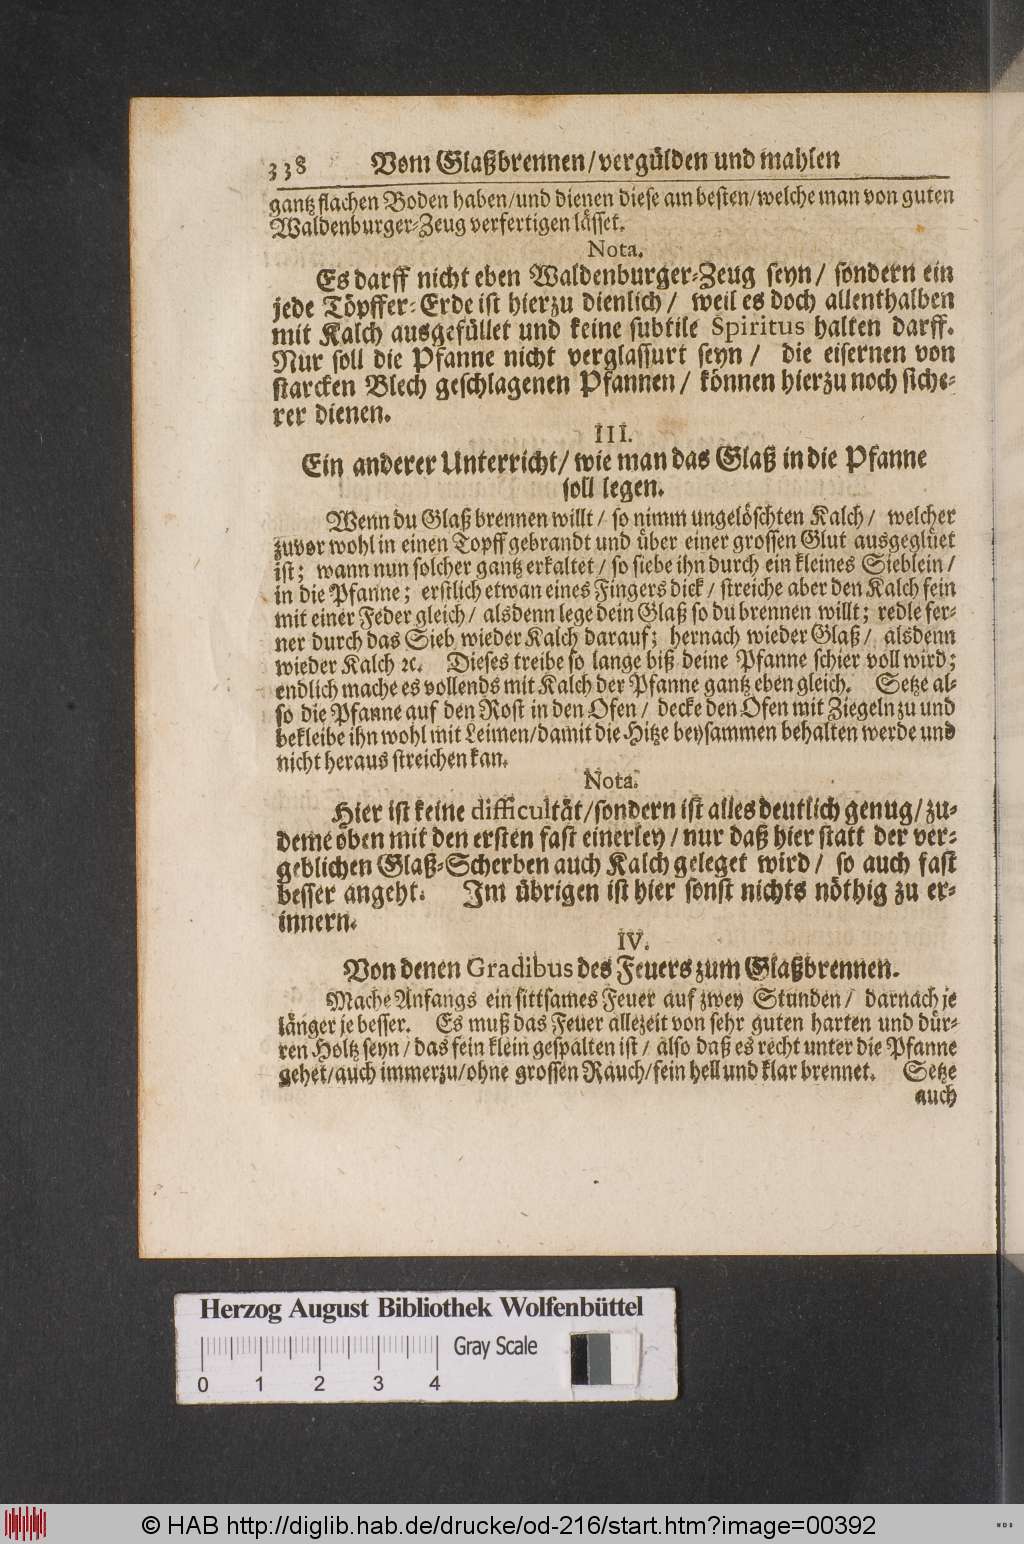 338 Vom Glaßbrennen/vergülden und mahlen
gantz flachen Boden haben/und dienen diese am besten/welche man von guten
Waldenburger-Zeug verfertigen lässet.
Nota.
Es darff nicht eben Waldenburger-Zeug seyn/ sondern ein
jede Töpffer-Erde ist hierzu dienlich/ weil es doch allenthalben
mit Kalch ausgefüllet und keine subtile Spiritus halten darff.
Nur soll die Pfanne nicht verglassurt seyn/ die eisernen von
starcken Blech geschlagenen Pfannen/ können hierzu noch siche-
rer dienen.
III.
Ein anderer Unterricht/ wie man das Glaß in die Pfanne
soll legen.
Wenn du Glaß brennen willt/ so nimm ungelöschten Kalch/ welcher
zuvor wohl in einen Topff gebrandt und über einer grossen Glut ausgeglüet
ist; wann nun solcher gantz erkaltet/ so siebe ihn durch ein kleines Sieblein/
in die Pfanne; erstlich etwan eines Fingers dick/ streiche aber den Kalch fein
mit einer Feder gleich/ alsdenn lege dein Glaß so du brennen willt; redle fer-
ner durch das Sieb wieder Kalch darauf; hernach wieder Glaß/ alsdenn
wieder Kalch ꝛc. Dieses treibe so lange biß deine Pfanne schier voll wird;
endlich mache es vollends mit Kalch der Pfanne gantz eben gleich. Setze al-
so die Pfanne auf den Rost in den Ofen/ decke den Ofen mit Ziegeln zu und
bekleibe ihn wohl mit Leimen/damit die Hitze beysammen behalten werde und
nicht heraus streichen kan.
Nota.
Hier ist keine difficultät/sondern ist alles deutlich genug/zu-
deme oben mit den ersten fast einerley/nur daß hier statt der ver-
geblichen Glaß-Scherben auch Kalch geleget wird/ so auch fast
besser angeht. Im übrigen ist hier sonst nichts nöthig zu er-
innern.
IV.
Von denen Gradibus des Feuers zum Glaßbrennen.
Mache Anfangs ein sittsames Feuer auf zwey Stunden/ darnach je
länger je besser. Es muß das Feuer allezeit von sehr guten harten und dür-
ren Holtz seyn/das fein klein gespalten ist/ also daß es recht unter die Pfanne
gehet/auch immerzu/ohne grossen Rauch/fein hell und klar brennet. Setze
auch
Herzog August Bibliothek Wolfenbüttel
Gray Scale
0 1 2 3 4
© HAB http://diglib.hab.de/drucke/od-216/start.htm?image=00392